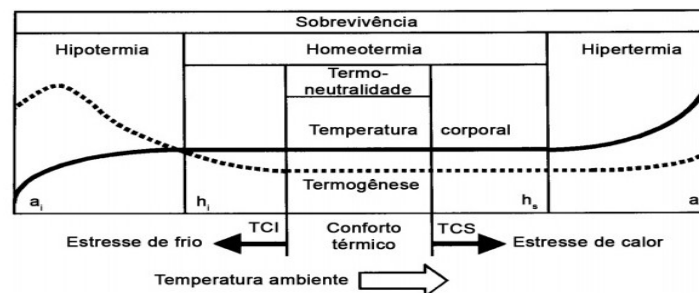 Sobrevivência
Hipotermia
Homeotermia
Hipertermia
Termo-
neutralidade
Temperatura corporal
Termogênese
ai
hi
hs
a
TCI
Conforto
térmico
TCS
Estresse de frio
Estresse de calor
Temperatura ambiente